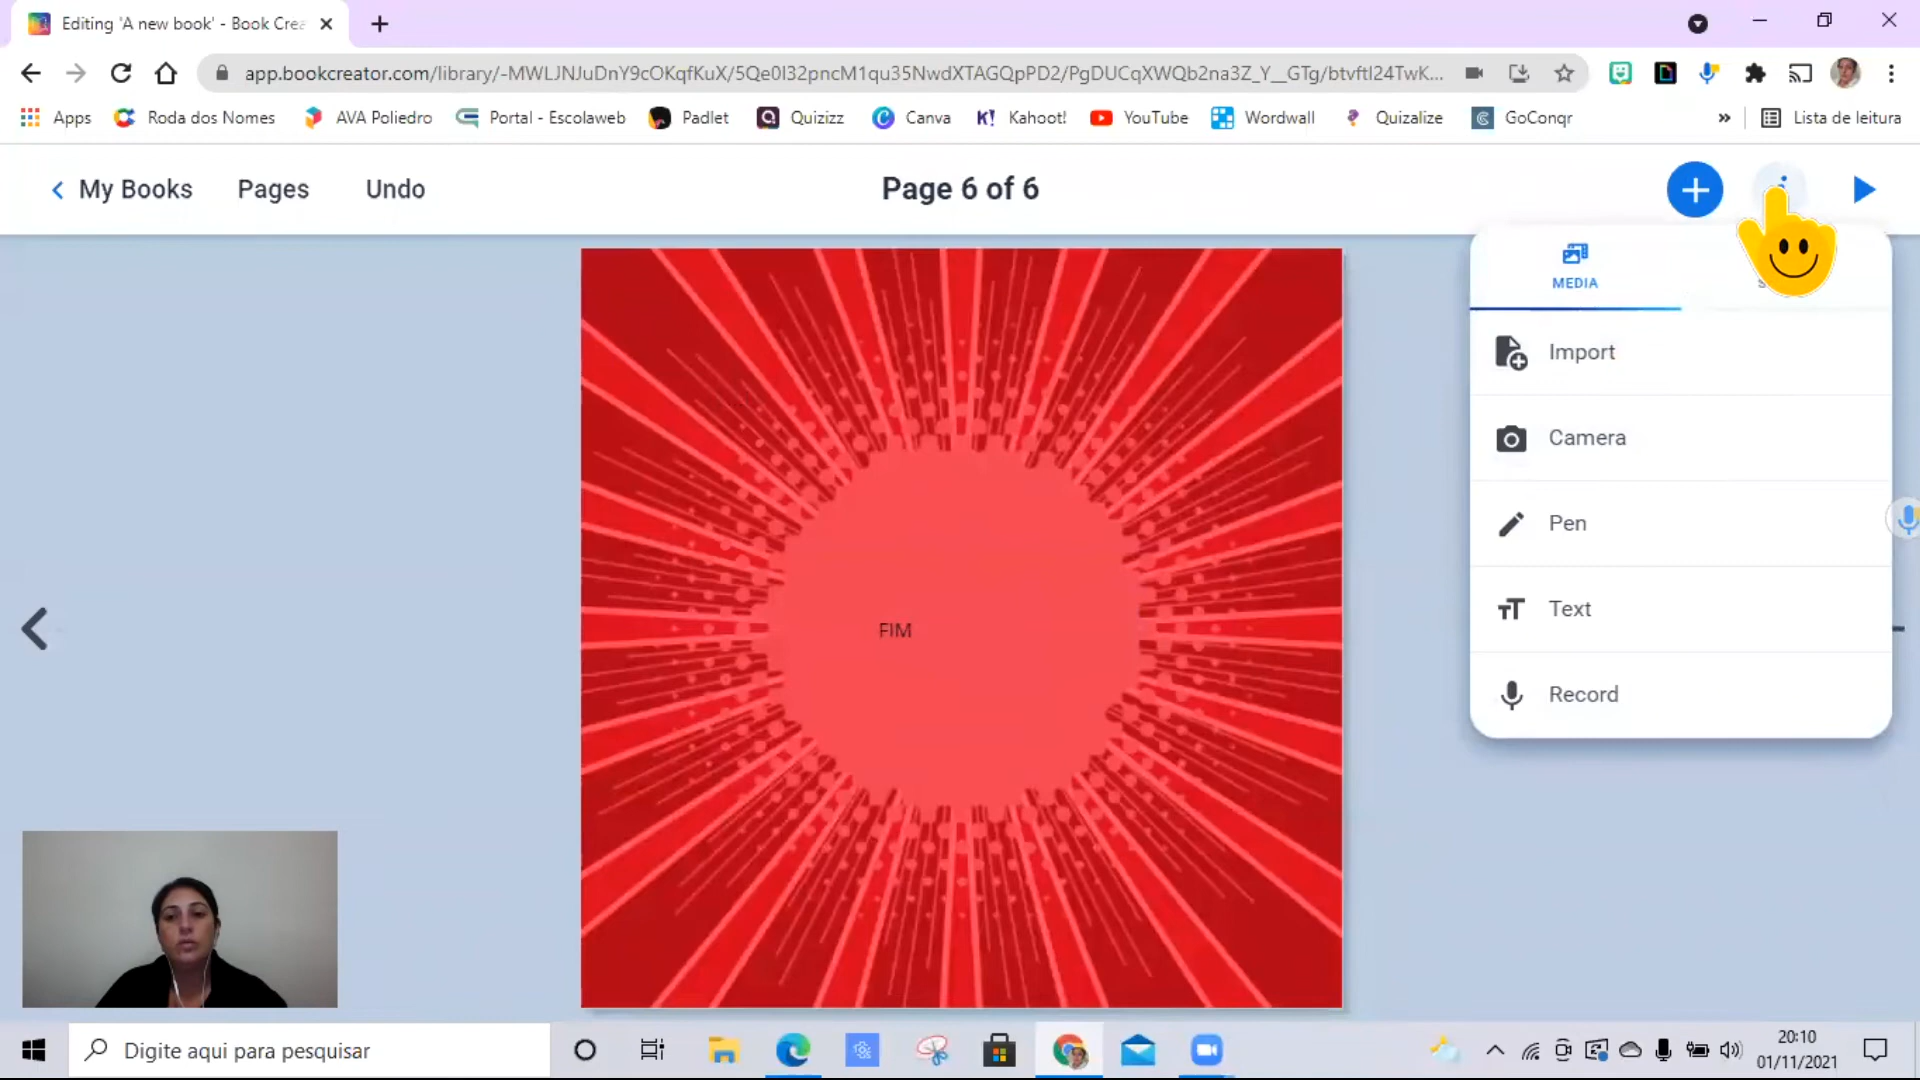 Editing 'A new book' - Book Crea
app.bookcreator.com/library/-MWLJNJuDnY9cOKqfKuX/5Qe0I32pncM1qu35NwdXTAGQpPD2/PgDUCqXWQb2na3Z_Y__GTg/btvftI24TwK...
Apps Roda dos Nomes AVA Poliedro Portal - Escolaweb Padlet Quizizz Canva Kahoot! YouTube Wordwall Quizalize GoConqr » Lista de leitura
My Books Pages Undo Page 6 of 6
MEDIA
Import
Camera
Pen
Text
FIM
Record
Digite aqui para pesquisar
20:10
01/11/2021